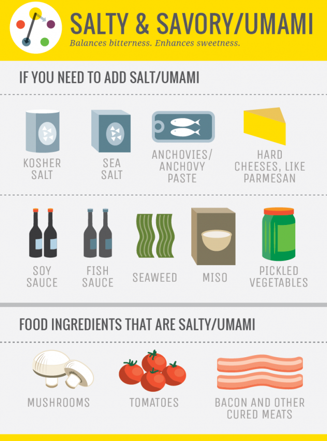 SALTY & SAVORY/UMAMI
Balances bitterness. Enhances sweetness.
IF YOU NEED TO ADD SALT/UMAMI
KOSHER
SALT
SEA
SALT
ANCHOVIES/
ANCHOVY
PASTE
HARD
CHEESES, LIKE
PARMESAN
SOY
SAUCE
FISH
SAUCE
SEAWEED
MISO
PICKLED
VEGETABLES
FOOD INGREDIENTS THAT ARE SALTY/UMAMI
MUSHROOMS
TOMATOES
BACON AND OTHER
CURED MEATS